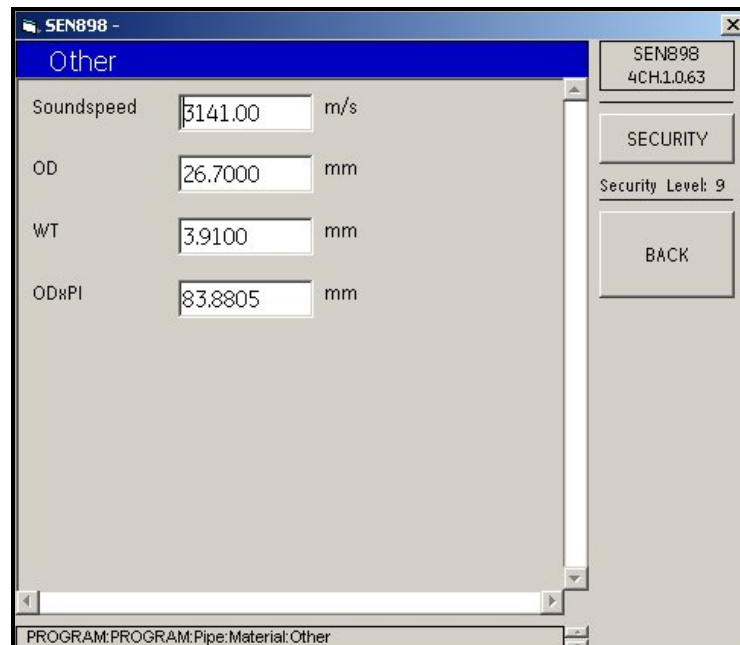 SEN898 -
Other
SEN898
4CH.1.0.63
Soundspeed 3141.00 m/s
SECURITY
OD 26.7000 mm
Security Level: 9
WT 3.9100 mm
BACK
ODxPI 83.8805 mm
PROGRAM:PROGRAM:Pipe:Material:Other